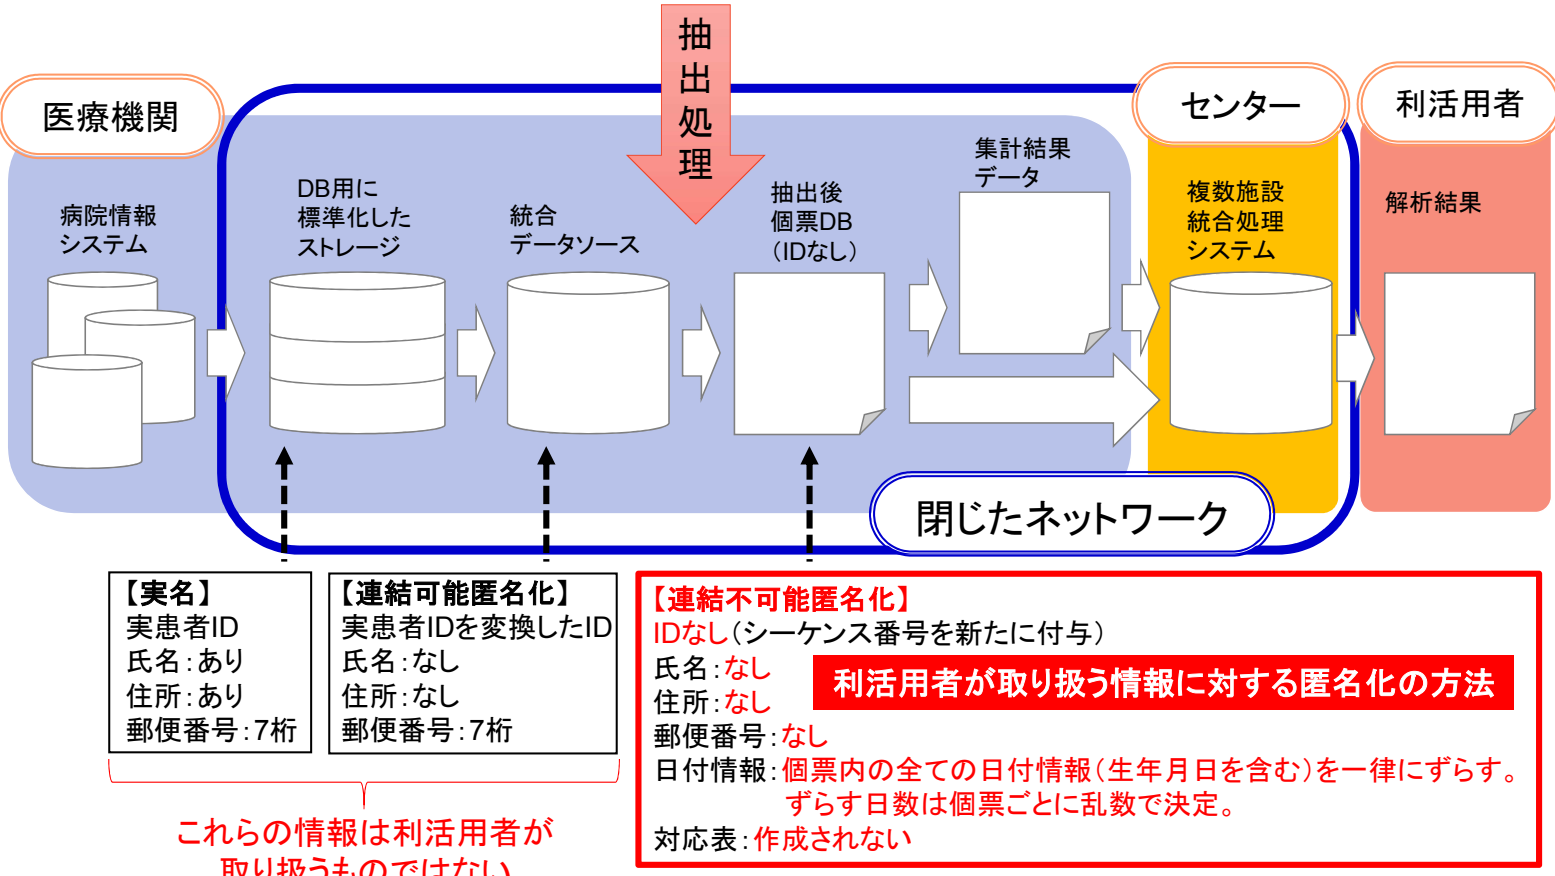 抽
出
処
理
医療機関
センター
利活用者
病院情報
システム
DB用に
標準化した
ストレージ
統合
データソース
抽出後
個票DB
(IDなし)
集計結果
データ
複数施設
統合処理
システム
解析結果
閉じたネットワーク
【実名】
実患者ID
氏名:あり
住所:あり
郵便番号:7桁
【連結可能匿名化】
実患者IDを変換したID
氏名:なし
住所:なし
郵便番号:7桁
これらの情報は利活用者が
取り扱うものではない
【連結不可能匿名化】
IDなし(シーケンス番号を新たに付与)
氏名:なし
住所:なし
利活用者が取り扱う情報に対する匿名化の方法
郵便番号:なし
日付情報:個票内の全ての日付情報(生年月日を含む)を一律にずらす。
ずらす日数は個票ごとに乱数で決定。
対応表:作成されない